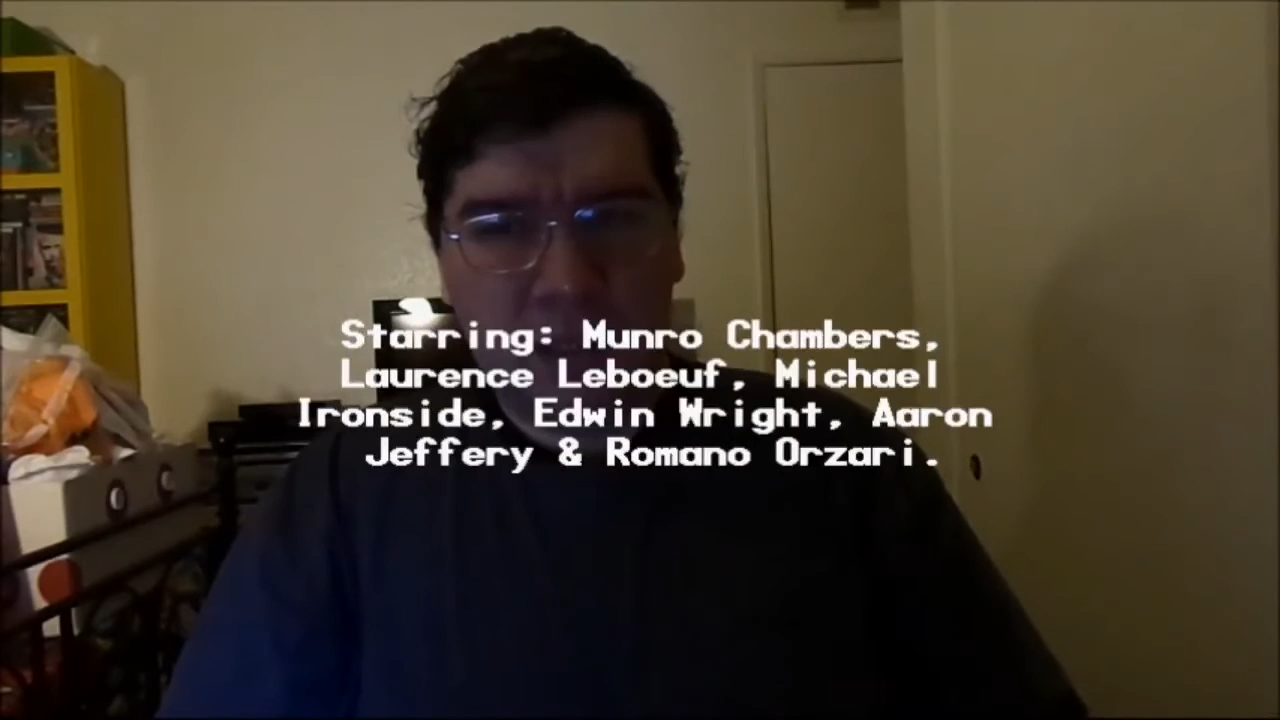 Starring: Munro Chambers,
Laurence Leboeuf, Michael
Ironside, Edwin Wright, Aaron
Jeffery & Romano Orzari.